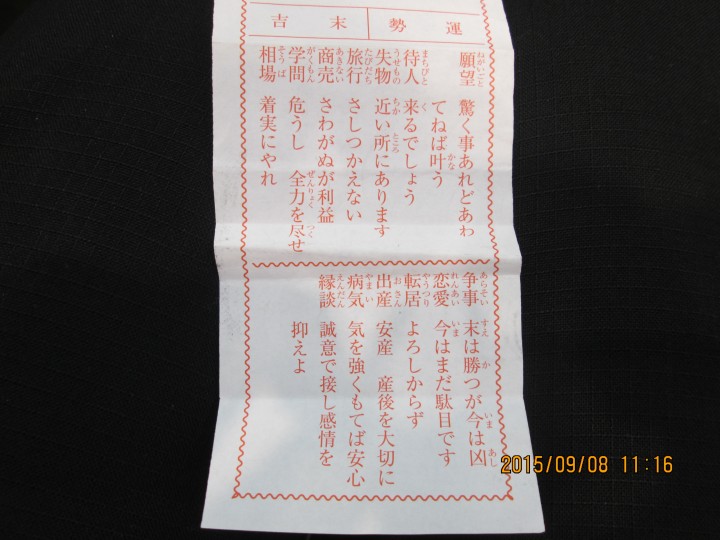 運勢
末吉
願望 驚く事あれどあわ
てねば叶う
待人 来るでしょう
失物 近い所にあります
旅行 さしつかえない
商売 さわがぬが利益
学問 危うし 全力を尽せ
相場 着実にやれ
争事 末は勝つが今は凶
恋愛 今はまだ駄目です
転居 よろしからず
出産 安産 産後を大切に
病気 気を強くもてば安心
縁談 誠意で接し感情を
抑えよ
2015/09/08 11:16